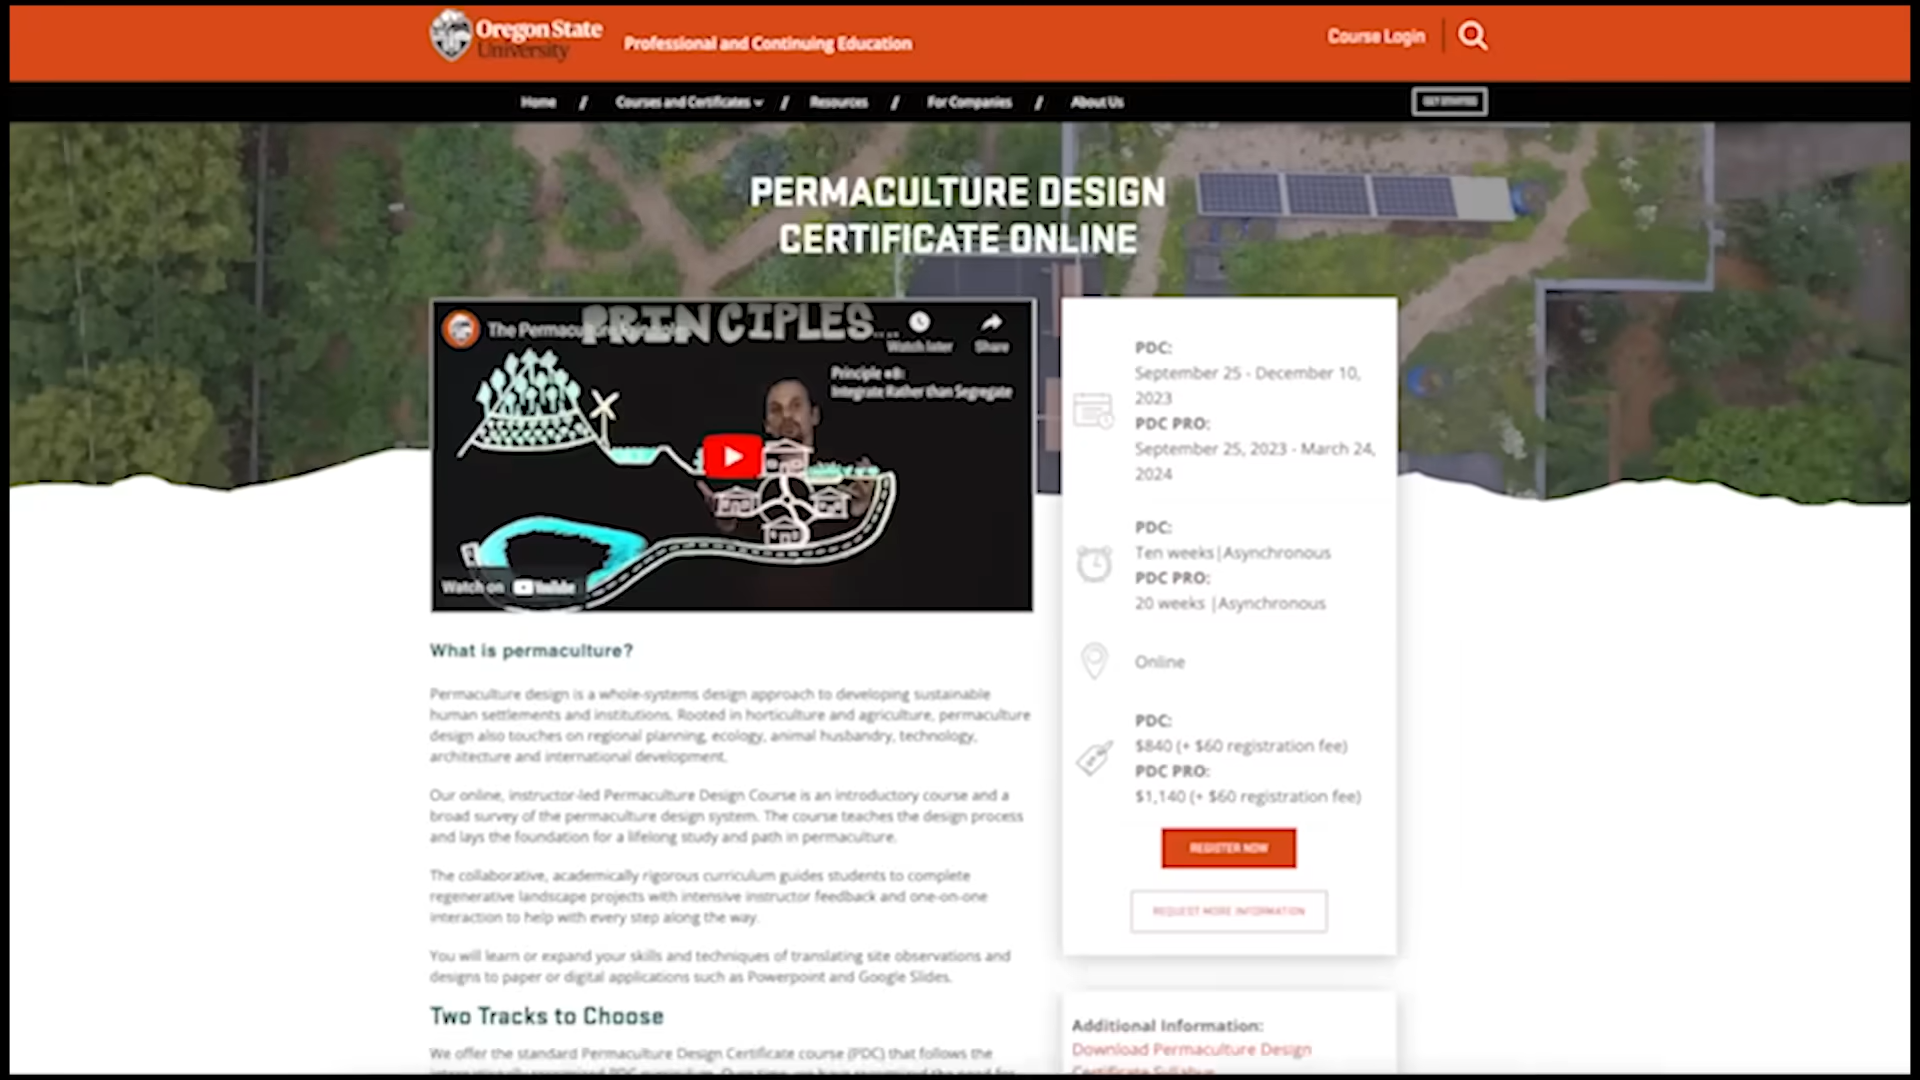 Oregon State
University
Professional and Continuing Education
Course Login
Home / Courses and Certificates / Resources / For Companies / About Us
GET STARTED
PERMACULTURE DESIGN
CERTIFICATE ONLINE
PRINCIPLES...
The Permaculture Principles
Watch later
Share
Principle #8:
Integrate Rather than Segregate
Watch on YouTube
What is permaculture?
Permaculture design is a whole-systems design approach to developing sustainable
human settlements and institutions. Rooted in horticulture and agriculture, permaculture
design also touches on regional planning, ecology, animal husbandry, technology,
architecture and international development.
Our online, instructor-led Permaculture Design Course is an introductory course and a
broad survey of the permaculture design system. The course teaches the design process
and lays the foundation for a lifelong study and path in permaculture.
The collaborative, academically rigorous curriculum guides students to complete
regenerative landscape projects with intensive instructor feedback and one-on-one
interaction to help with every step along the way.
You will learn or expand your skills and techniques of translating site observations and
designs to paper or digital applications such as Powerpoint and Google Slides.
Two Tracks to Choose
We offer the standard Permaculture Design Certificate course (PDC) that follows the
PDC:
September 25 - December 10,
2023
PDC PRO:
September 25, 2023 - March 24,
2024
PDC:
Ten weeks|Asynchronous
PDC PRO:
20 weeks |Asynchronous
Online
PDC:
$840 (+ $60 registration fee)
PDC PRO:
$1,140 (+ $60 registration fee)
REGISTER NOW
REQUEST MORE INFORMATION
Additional Information:
Download Permaculture Design
Certificate Syllabus